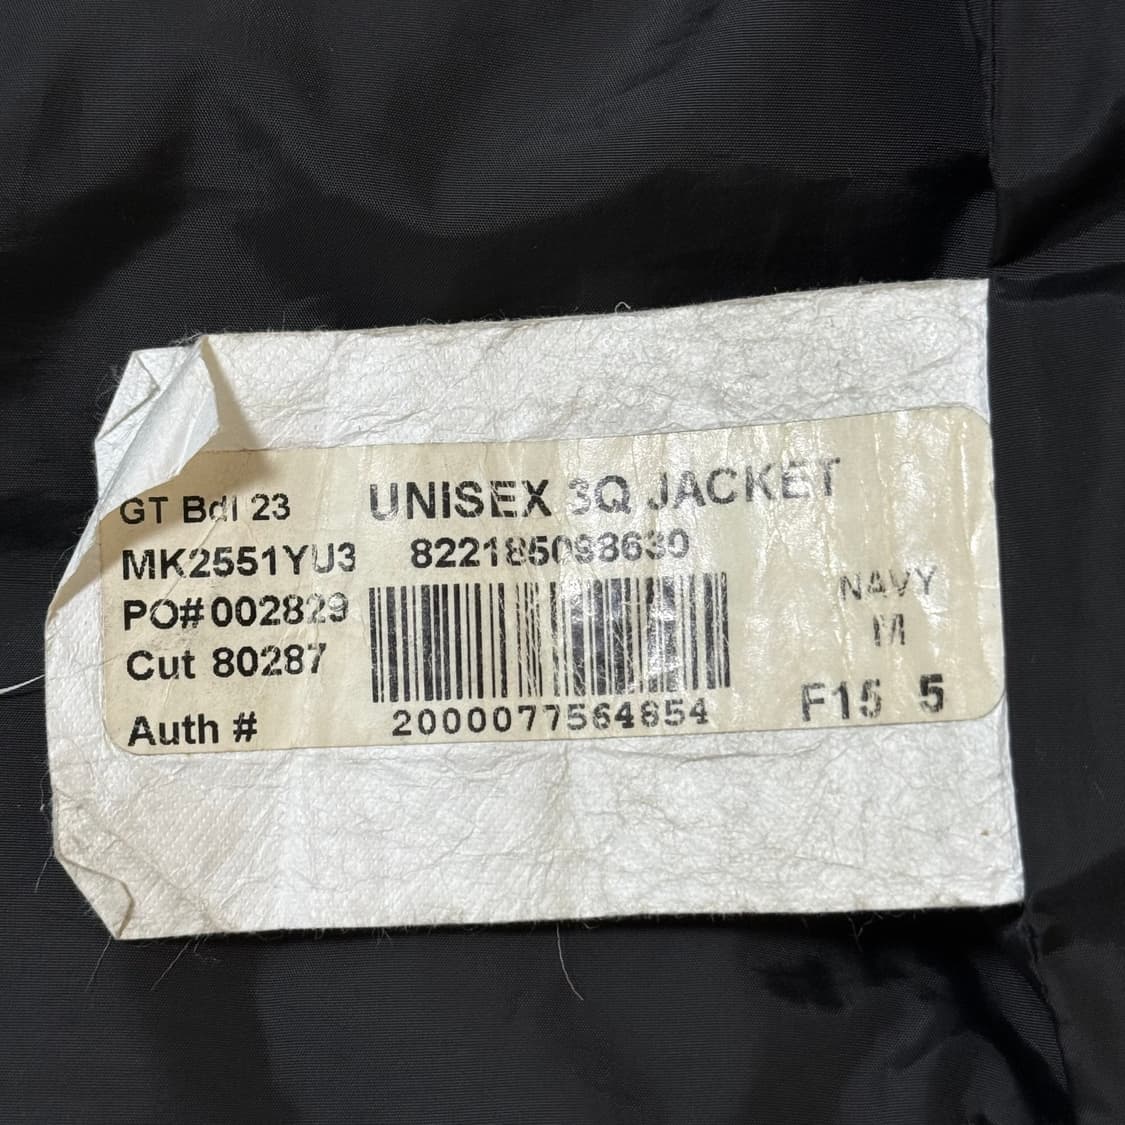 GT Bdl 23
UNISEX 3Q JACKET
MK2551YU3
822185098630
PO# 002829
Cut 80287
NAVY
M
Auth #
2000077564854
F15 5